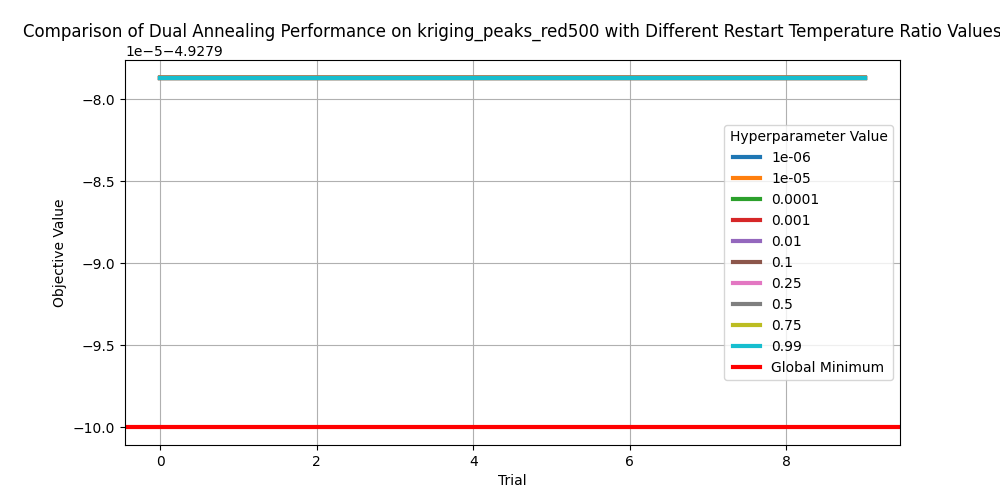 Comparison of Dual Annealing Performance on kriging_peaks_red500 with Different Restart Temperature Ratio Values
1e−5−4.9279
−8.0
−8.5
−9.0
−9.5
−10.0
Objective Value
0 2 4 6 8
Trial
Hyperparameter Value
1e-06
1e-05
0.0001
0.001
0.01
0.1
0.25
0.5
0.75
0.99
Global Minimum